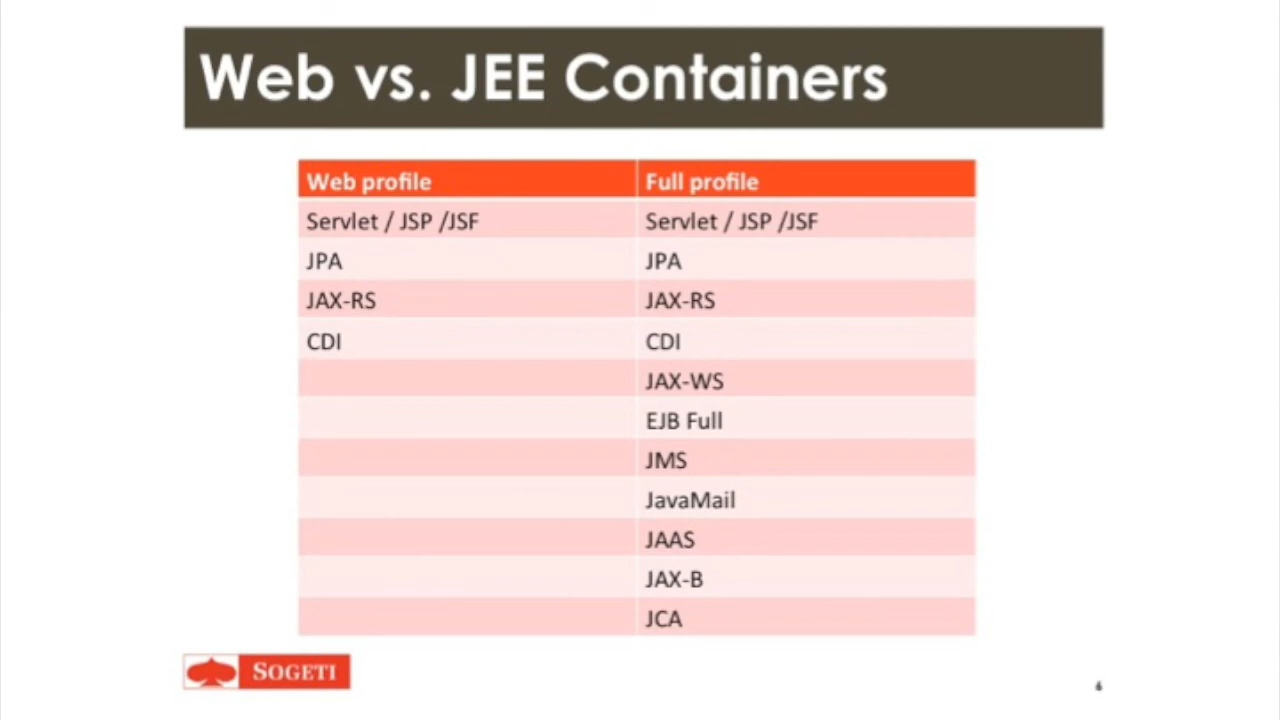 Web vs. JEE Containers
Web profile Full profile
Servlet / JSP /JSF Servlet / JSP /JSF
JPA JPA
JAX-RS JAX-RS
CDI CDI
JAX-WS
EJB Full
JMS
JavaMail
JAAS
JAX-B
JCA
SOGETI